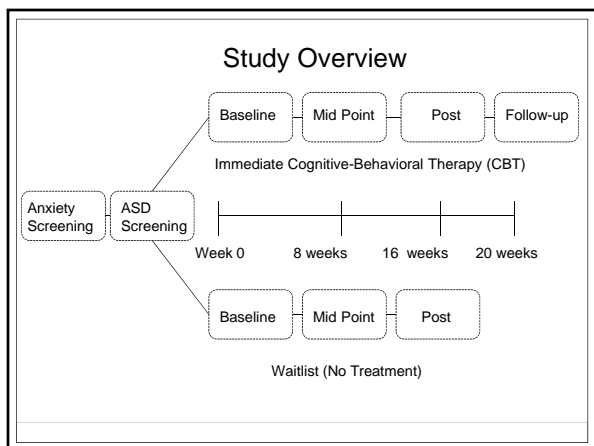 Study Overview
Baseline
Mid Point
Post
Follow-up
Immediate Cognitive-Behavioral Therapy (CBT)
Anxiety
Screening
ASD
Screening
Week 0
8 weeks
16 weeks
20 weeks
Baseline
Mid Point
Post
Waitlist (No Treatment)